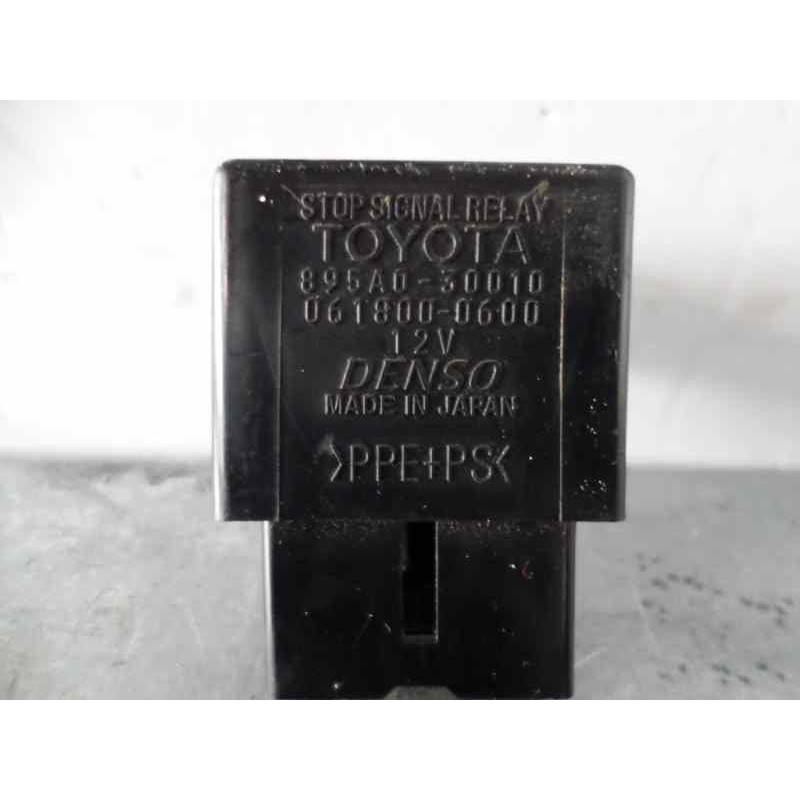 STOP SIGNAL RELAY
TOYOTA
895A0-30010
061800-0600
12V
DENSO
MADE IN JAPAN
>PPE+PS<